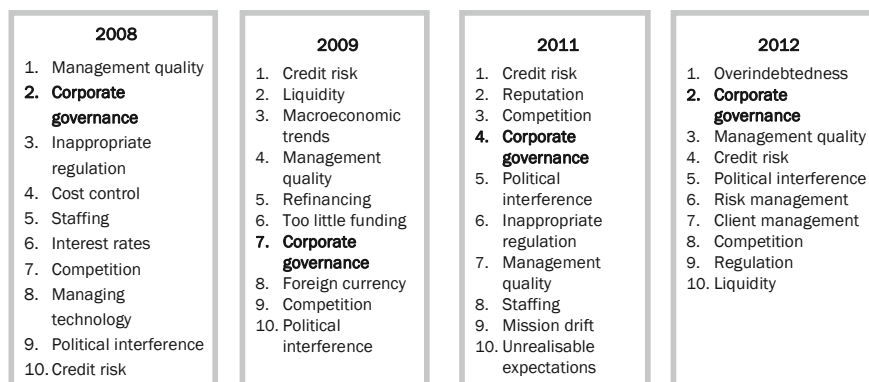 2008
1. Management quality
2. Corporate
governance
3. Inappropriate
regulation
4. Cost control
5. Staffing
6. Interest rates
7. Competition
8. Managing
technology
9. Political interference
10. Credit risk
2009
1. Credit risk
2. Liquidity
3. Macroeconomic
trends
4. Management
quality
5. Refinancing
6. Too little funding
7. Corporate
governance
8. Foreign currency
9. Competition
10. Political
interference
2011
1. Credit risk
2. Reputation
3. Competition
4. Corporate
governance
5. Political
interference
6. Inappropriate
regulation
7. Management
quality
8. Staffing
9. Mission drift
10. Unrealisable
expectations
2012
1. Overindebtedness
2. Corporate
governance
3. Management quality
4. Credit risk
5. Political interference
6. Risk management
7. Client management
8. Competition
9. Regulation
10. Liquidity